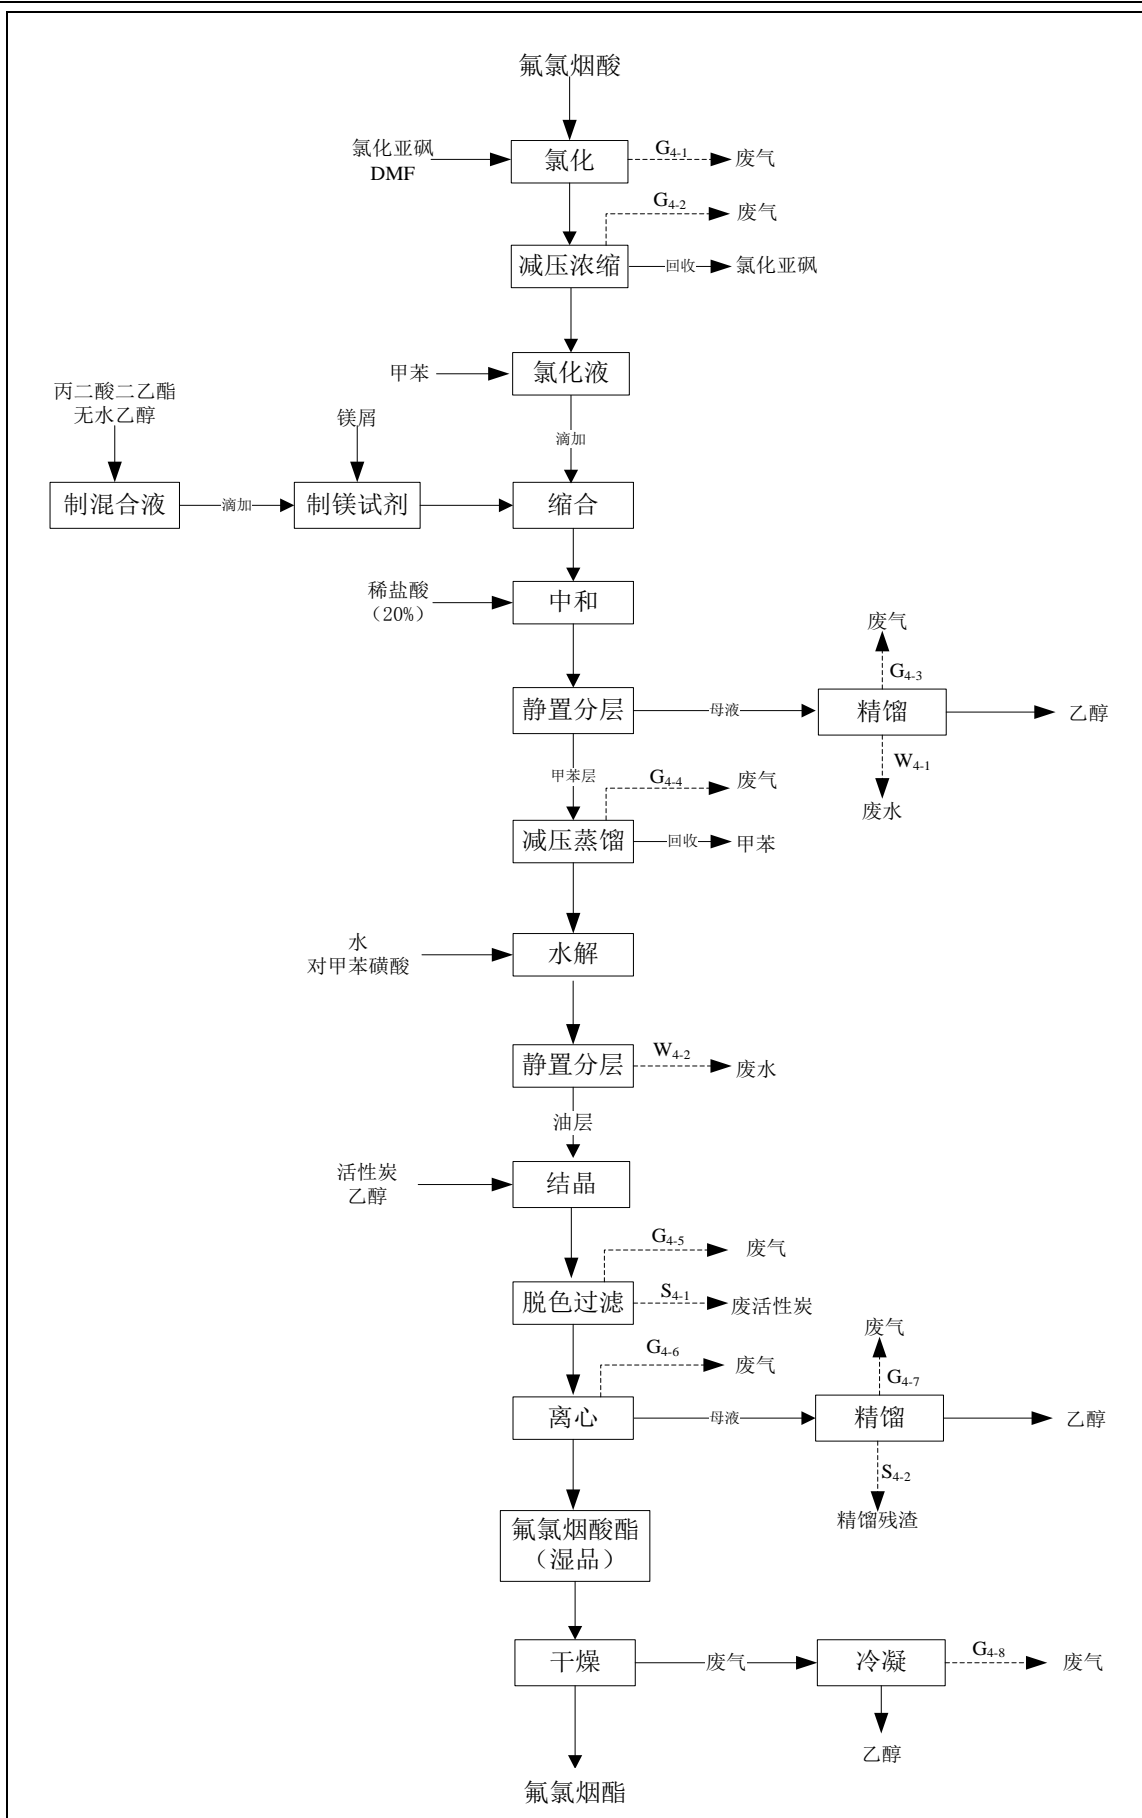 氟氯烟酸
氯化亚砜
DMF
氯化
G4-1
废气
G4-2
废气
减压浓缩
回收
氯化亚砜
甲苯
氯化液
丙二酸二乙酯
无水乙醇
镁屑
滴加
制混合液
滴加
制镁试剂
缩合
稀盐酸
（20%）
中和
废气
G4-3
静置分层
母液
精馏
乙醇
W4-1
废水
甲苯层
G4-4
废气
减压蒸馏
回收
甲苯
水
对甲苯磺酸
水解
静置分层
W4-2
废水
油层
活性炭
乙醇
结晶
G4-5
废气
脱色过滤
S4-1
废活性炭
G4-6
废气
废气
G4-7
离心
母液
精馏
乙醇
S4-2
精馏残渣
氟氯烟酸酯
（湿品）
干燥
废气
冷凝
G4-8
废气
乙醇
氟氯烟酯